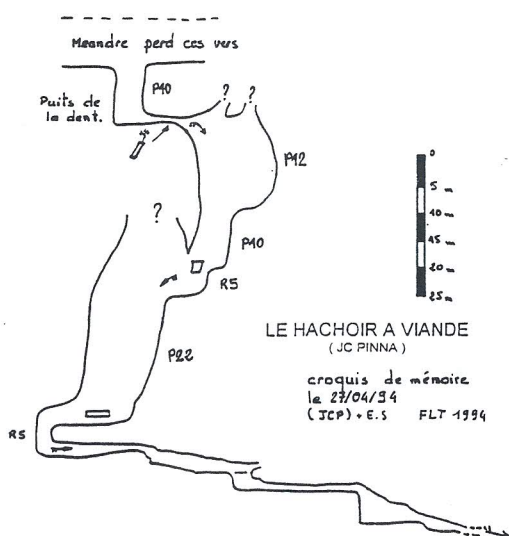 Meandre perd ces vers
P40
? ?
Puits de
la dent.
P12
0
5 m
10 m
15 m
20 m
25 m
?
P10
R5
LE HACHOIR A VIANDE
( JC PINNA )
P22
croquis de mémoire
le 27/04/94
(JCP) + E.S FLT 1994
R5